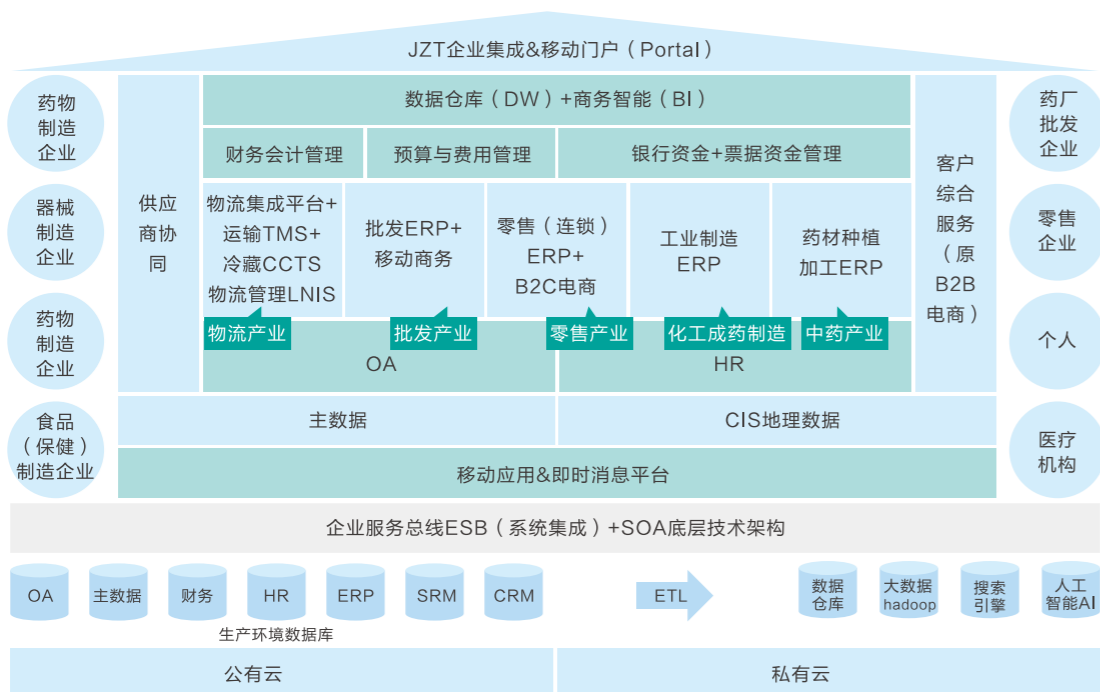 JZT企业集成&移动门户（Portal）
药物
制造
企业
器械
制造
企业
药物
制造
企业
食品
（保健）
制造企业
供应
商协
同
数据仓库（DW）+商务智能（BI）
财务会计管理
预算与费用管理
银行资金+票据资金管理
物流集成平台+
运输TMS+
冷藏CCTS
物流管理LNIS
批发ERP+
移动商务
零售（连锁）
ERP+
B2C电商
工业制造
ERP
药材种植
加工ERP
物流产业
批发产业
零售产业
化工成药制造
中药产业
OA
HR
客户
综合
服务
（原
B2B
电商）
药厂
批发
企业
零售
企业
个人
医疗
机构
主数据
CIS地理数据
移动应用&即时消息平台
企业服务总线ESB（系统集成）+SOA底层技术架构
OA
主数据
财务
HR
ERP
SRM
CRM
ETL
数据
仓库
大数据
hadoop
搜索
引擎
人工
智能AI
生产环境数据库
公有云
私有云